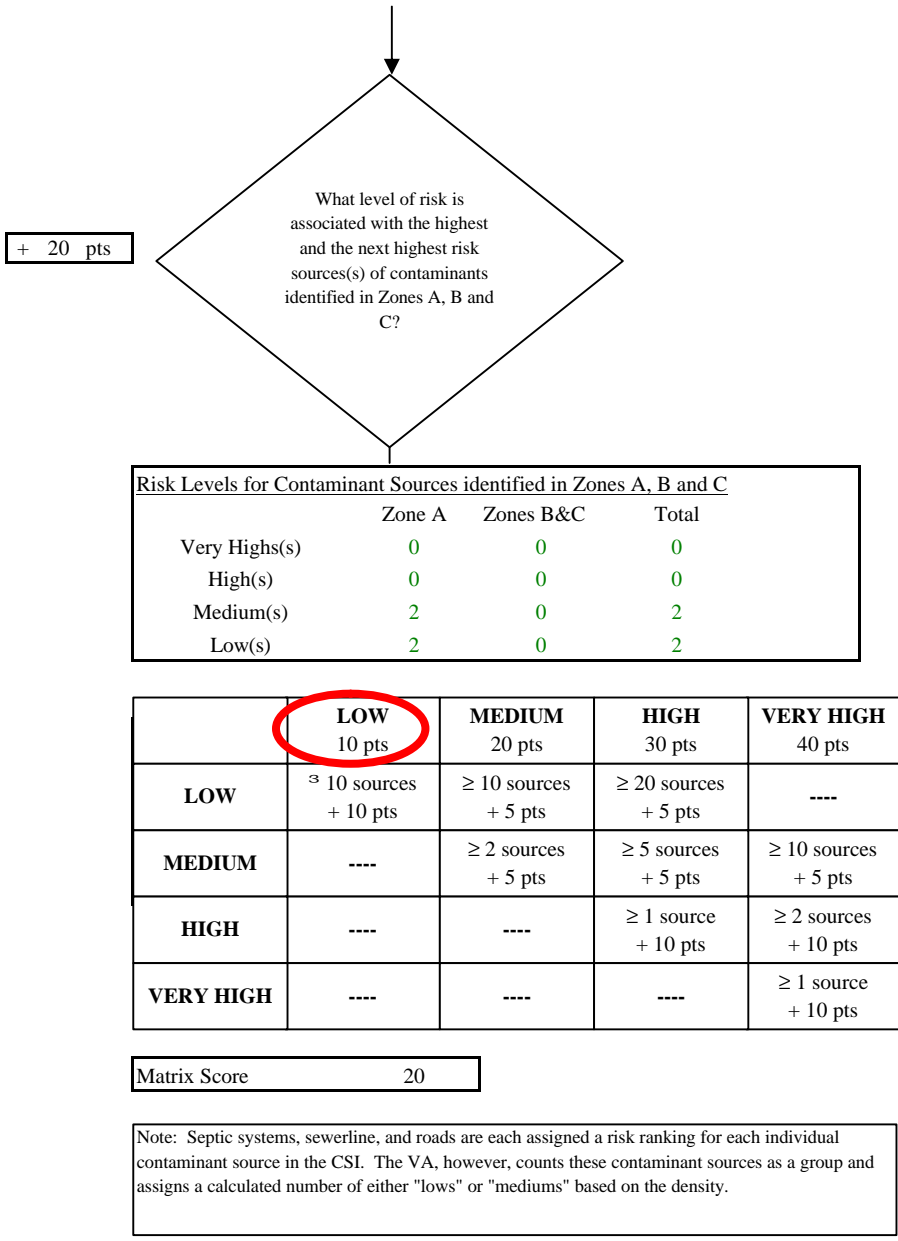 What level of risk is
associated with the highest
and the next highest risk
sources(s) of contaminants
identified in Zones A, B and
C?
+ 20 pts
Risk Levels for Contaminant Sources identified in Zones A, B and C
Zone A Zones B&C Total
Very Highs(s) 0 0 0
High(s) 0 0 0
Medium(s) 2 0 2
Low(s) 2 0 2
LOW MEDIUM HIGH VERY HIGH
10 pts 20 pts 30 pts 40 pts
LOW ³ 10 sources + 10 pts ≥ 10 sources + 5 pts ≥ 20 sources + 5 pts ----
MEDIUM ---- ≥ 2 sources + 5 pts ≥ 5 sources + 5 pts ≥ 10 sources + 5 pts
HIGH ---- ---- ≥ 1 source + 10 pts ≥ 2 sources + 10 pts
VERY HIGH ---- ---- ---- ≥ 1 source + 10 pts
Matrix Score 20
Note: Septic systems, sewerline, and roads are each assigned a risk ranking for each individual
contaminant source in the CSI. The VA, however, counts these contaminant sources as a group and
assigns a calculated number of either "lows" or "mediums" based on the density.